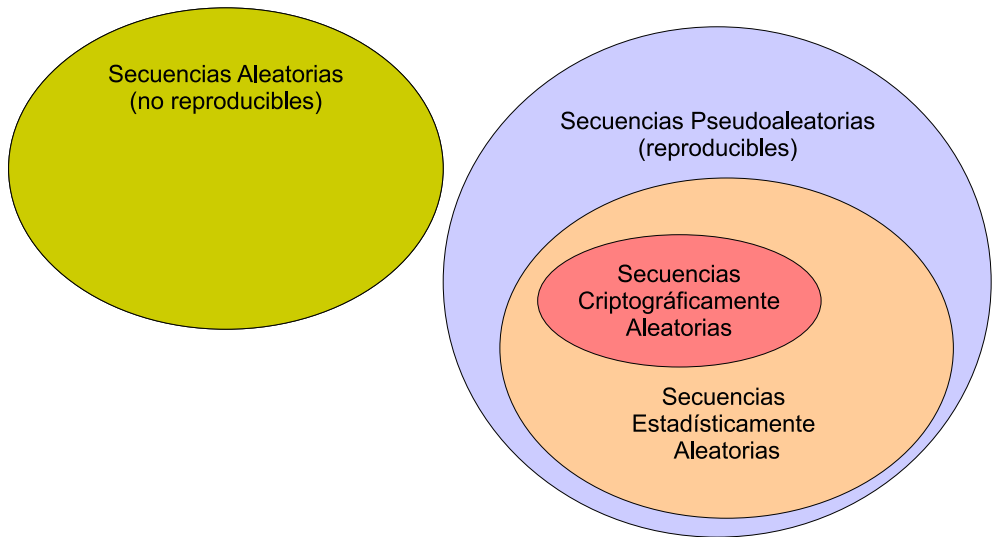 Secuencias Aleatorias
(no reproducibles)
Secuencias Pseudoaleatorias
(reproducibles)
Secuencias
Criptográficamente
Aleatorias
Secuencias
Estadísticamente
Aleatorias